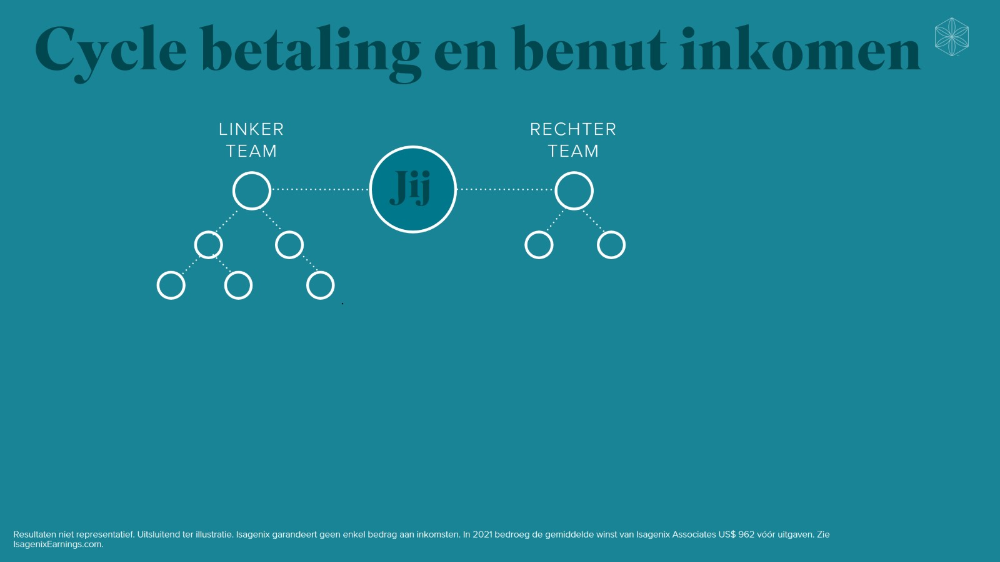 Cycle betaling en benut inkomen
LINKER
TEAM
RECHTER
TEAM
Jij
Resultaten niet representatief. Uitsluitend ter illustratie. Isagenix garandeert geen enkel bedrag aan inkomsten. In 2021 bedroeg de gemiddelde winst van Isagenix Associates US$ 962 vóór uitgaven. Zie
IsagenixEarnings.com.